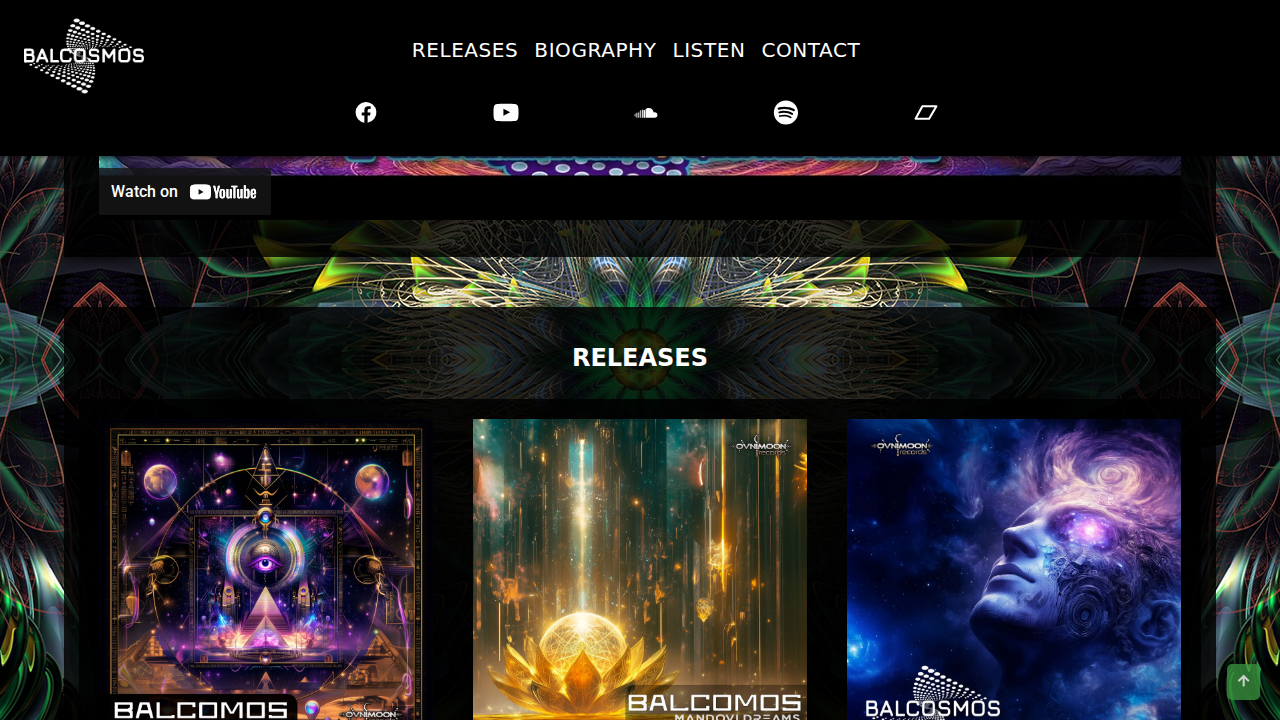 BALCOSMOS
RELEASES BIOGRAPHY LISTEN CONTACT
Watch on YouTube
RELEASES
OVNIMOON
records
OVNIMOON
records
BALCOMOS
OVNIMOON
BALCOMOS
MANDOVI DREAMS
BALCOSMOS